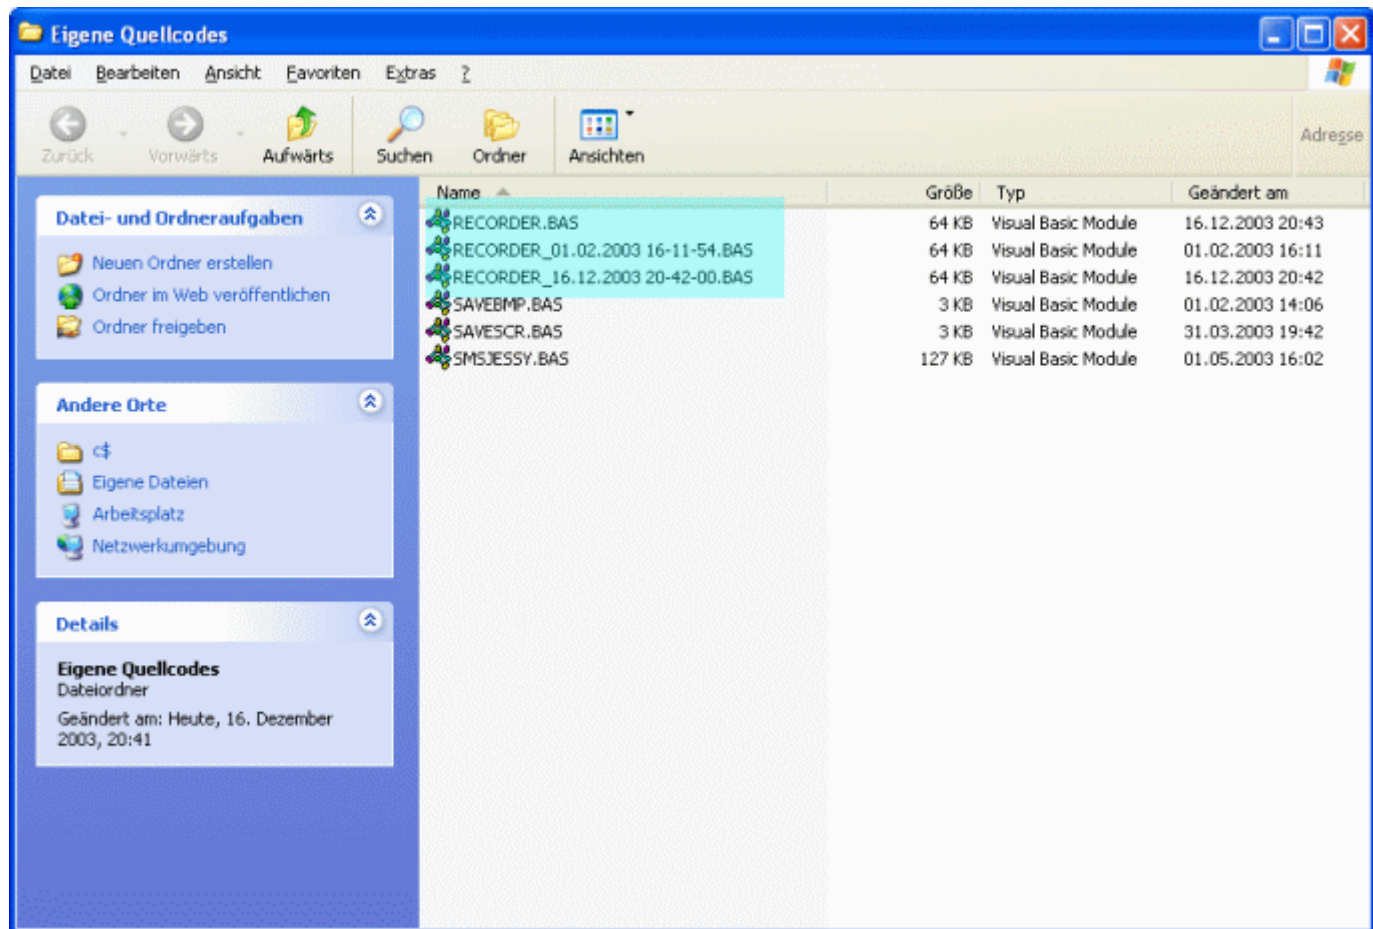 Eigene Quellcodes
Datei Bearbeiten Ansicht Favoriten Extras ?
Zurück Vorwärts Aufwärts Suchen Ordner Ansichten Adresse
Datei- und Ordneraufgaben
Neuen Ordner erstellen
Ordner im Web veröffentlichen
Ordner freigeben
Andere Orte
c$
Eigene Dateien
Arbeitsplatz
Netzwerkumgebung
Details
Eigene Quellcodes
Dateiordner
Geändert am: Heute, 16. Dezember
2003, 20:41
Name Größe Typ Geändert am
RECORDER.BAS 64 KB Visual Basic Module 16.12.2003 20:43
RECORDER_01.02.2003 16-11-54.BAS 64 KB Visual Basic Module 01.02.2003 16:11
RECORDER_16.12.2003 20-42-00.BAS 64 KB Visual Basic Module 16.12.2003 20:42
SAVEBMP.BAS 3 KB Visual Basic Module 01.02.2003 14:06
SAVESCR.BAS 3 KB Visual Basic Module 31.03.2003 19:42
SMSJESSY.BAS 127 KB Visual Basic Module 01.05.2003 16:02